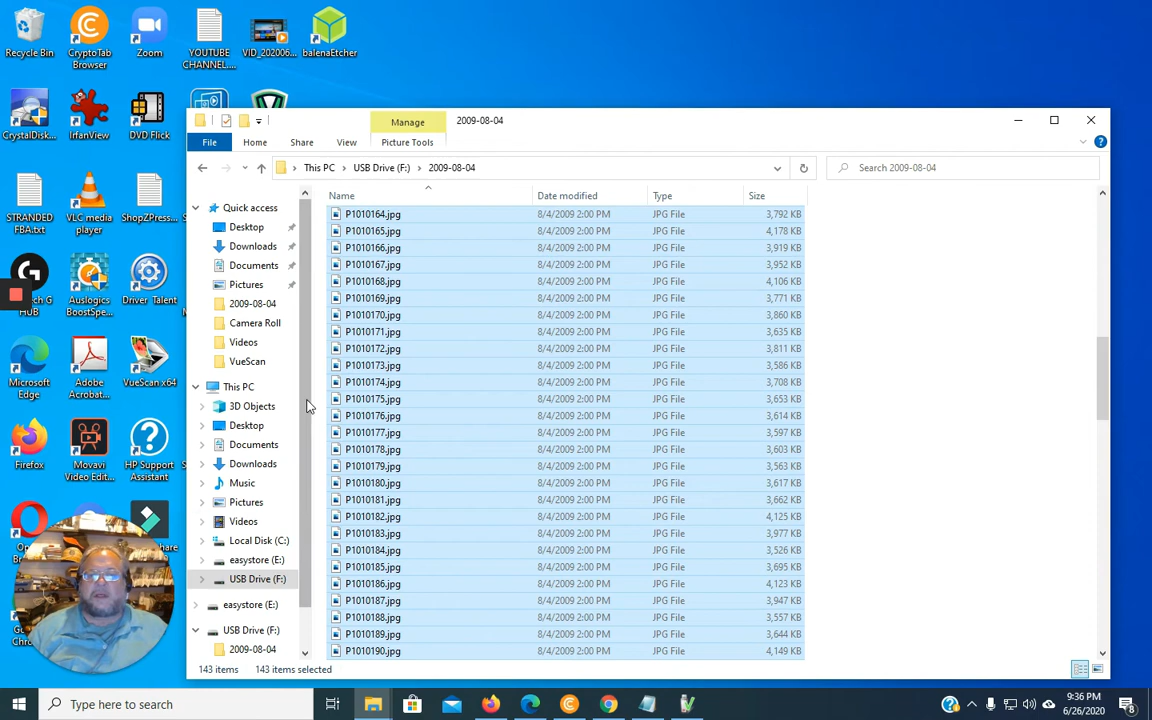 Recycle Bin
CryptoTab
Browser
Zoom
YOUTUBE
CHANNEL....
VID_202006...
balenaEtcher
CrystalDisk...
IrfanView
DVD Flick
STRANDED
FBA.txt
VLC media
player
ShopZPress...
Auslogics
BoostSpe...
Driver Talent
Microsoft
Edge
Adobe
Acrobat...
VueScan x64
Firefox
Movavi
Video Edit...
HP Support
Assistant
Manage
2009-08-04
File
Home
Share
View
Picture Tools
This PC
USB Drive (F:)
2009-08-04
Search 2009-08-04
Quick access
Desktop
Downloads
Documents
Pictures
2009-08-04
Camera Roll
Videos
VueScan
This PC
3D Objects
Desktop
Documents
Downloads
Music
Pictures
Videos
Local Disk (C:)
easystore (E:)
USB Drive (F:)
easystore (E:)
USB Drive (F:)
2009-08-04
Name Date modified Type Size
P1010164.jpg 8/4/2009 2:00 PM JPG File 3,792 KB
P1010165.jpg 8/4/2009 2:00 PM JPG File 4,178 KB
P1010166.jpg 8/4/2009 2:00 PM JPG File 3,919 KB
P1010167.jpg 8/4/2009 2:00 PM JPG File 3,952 KB
P1010168.jpg 8/4/2009 2:00 PM JPG File 4,106 KB
P1010169.jpg 8/4/2009 2:00 PM JPG File 3,771 KB
P1010170.jpg 8/4/2009 2:00 PM JPG File 3,860 KB
P1010171.jpg 8/4/2009 2:00 PM JPG File 3,635 KB
P1010172.jpg 8/4/2009 2:00 PM JPG File 3,811 KB
P1010173.jpg 8/4/2009 2:00 PM JPG File 3,586 KB
P1010174.jpg 8/4/2009 2:00 PM JPG File 3,708 KB
P1010175.jpg 8/4/2009 2:00 PM JPG File 3,653 KB
P1010176.jpg 8/4/2009 2:00 PM JPG File 3,614 KB
P1010177.jpg 8/4/2009 2:00 PM JPG File 3,597 KB
P1010178.jpg 8/4/2009 2:00 PM JPG File 3,603 KB
P1010179.jpg 8/4/2009 2:00 PM JPG File 3,563 KB
P1010180.jpg 8/4/2009 2:00 PM JPG File 3,617 KB
P1010181.jpg 8/4/2009 2:00 PM JPG File 3,662 KB
P1010182.jpg 8/4/2009 2:00 PM JPG File 4,125 KB
P1010183.jpg 8/4/2009 2:00 PM JPG File 3,977 KB
P1010184.jpg 8/4/2009 2:00 PM JPG File 3,526 KB
P1010185.jpg 8/4/2009 2:00 PM JPG File 3,695 KB
P1010186.jpg 8/4/2009 2:00 PM JPG File 4,123 KB
P1010187.jpg 8/4/2009 2:00 PM JPG File 3,947 KB
P1010188.jpg 8/4/2009 2:00 PM JPG File 3,557 KB
P1010189.jpg 8/4/2009 2:00 PM JPG File 3,644 KB
P1010190.jpg 8/4/2009 2:00 PM JPG File 4,149 KB
143 items
143 items selected
Type here to search
9:36 PM
6/26/2020
8